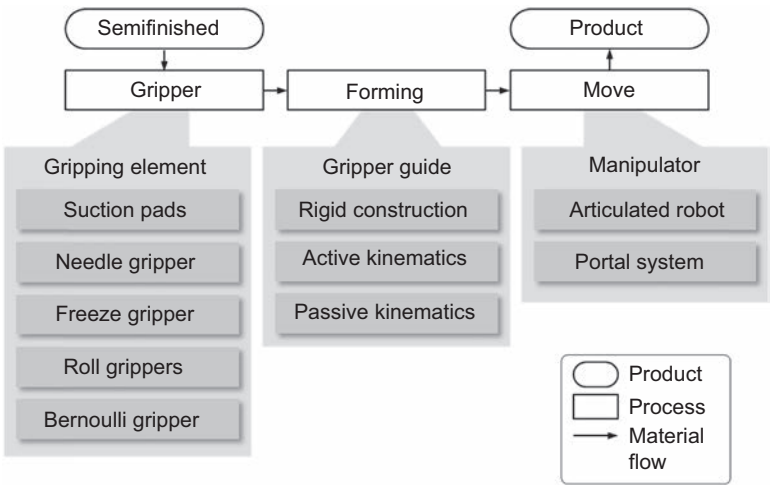 Semifinished
Product
Gripper
Forming
Move
Gripping element
Suction pads
Needle gripper
Freeze gripper
Roll grippers
Bernoulli gripper
Gripper guide
Rigid construction
Active kinematics
Passive kinematics
Manipulator
Articulated robot
Portal system
Product
Process
Material
flow